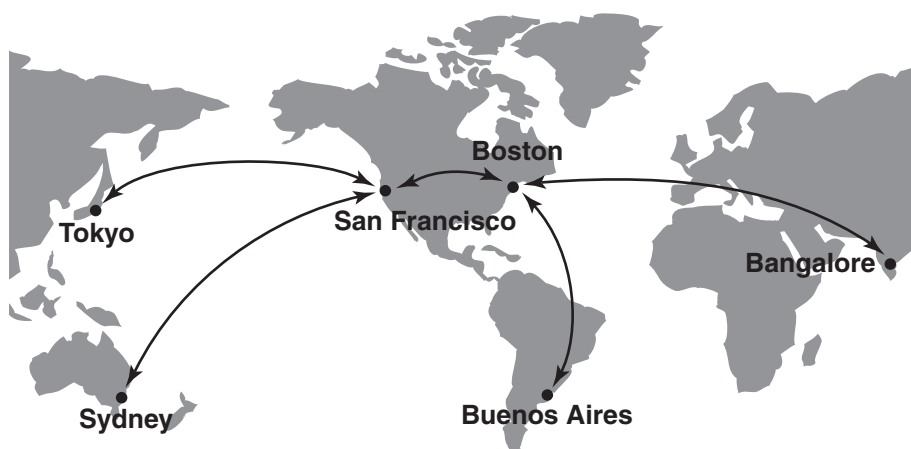 Boston
San Francisco
Tokyo
Bangalore
Sydney
Buenos Aires